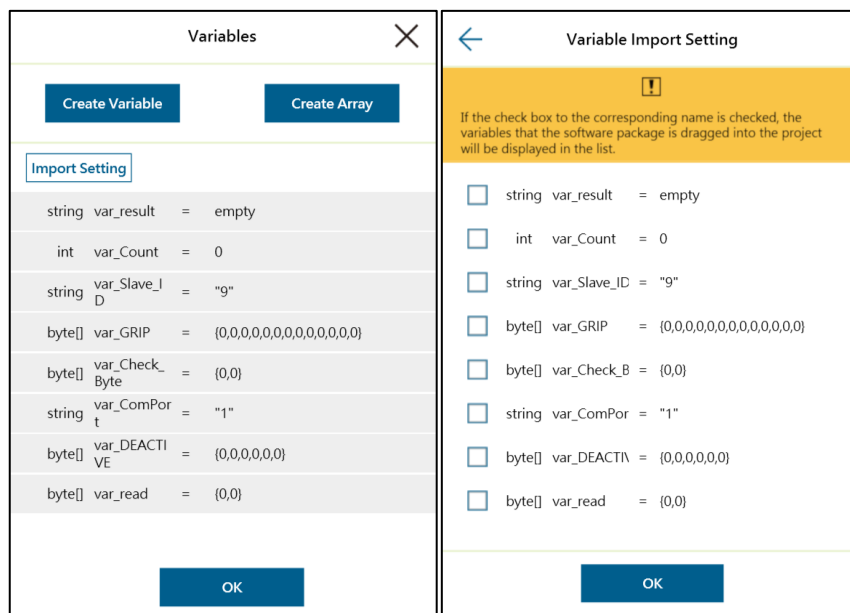 Variables
Create Variable
Create Array
Import Setting
string var_result = empty
int var_Count = 0
string var_Slave_I
D = "9"
byte[] var_GRIP = {0,0,0,0,0,0,0,0,0,0,0,0,0,0}
byte[] var_Check_
Byte = {0,0}
string var_ComPor
t = "1"
byte[] var_DEACTI
VE = {0,0,0,0,0,0}
byte[] var_read = {0,0}
OK
Variable Import Setting
If the check box to the corresponding name is checked, the
variables that the software package is dragged into the project
will be displayed in the list.
string var_result = empty
int var_Count = 0
string var_Slave_ID = "9"
byte[] var_GRIP = {0,0,0,0,0,0,0,0,0,0,0,0,0,0}
byte[] var_Check_B = {0,0}
string var_ComPor = "1"
byte[] var_DEACTI = {0,0,0,0,0,0}
byte[] var_read = {0,0}
OK